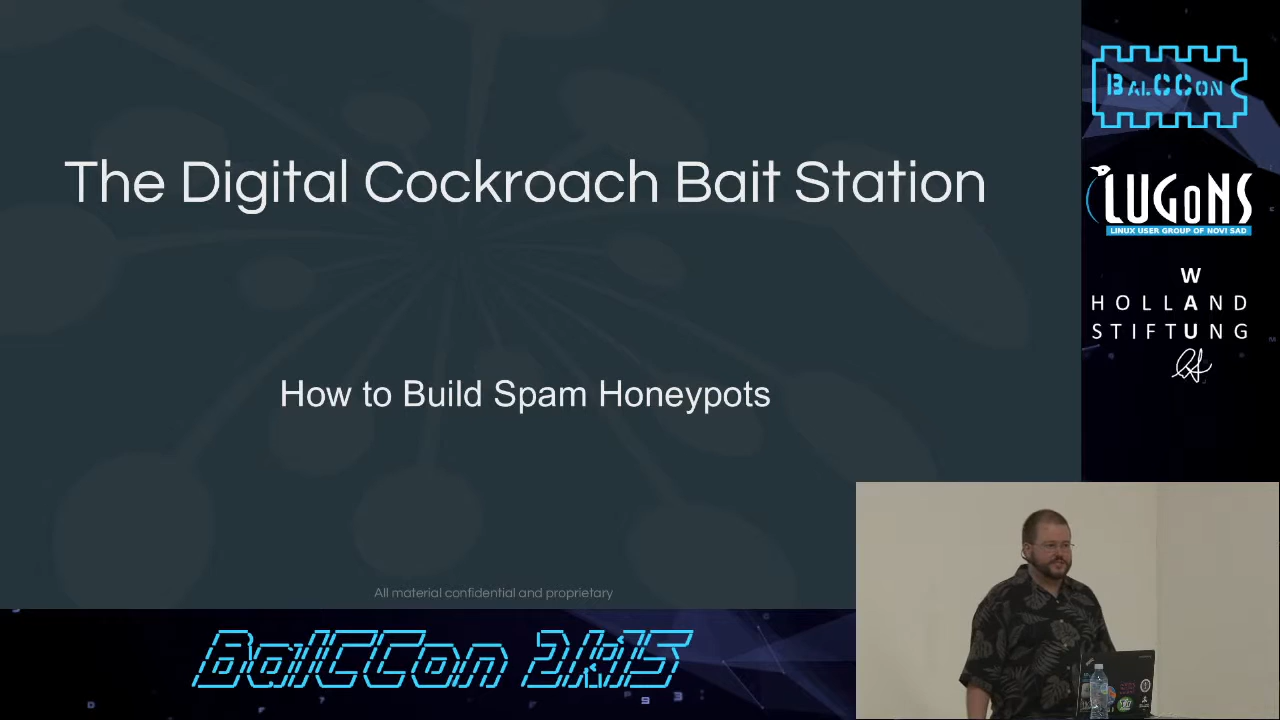 The Digital Cockroach Bait Station
How to Build Spam Honeypots
All material confidential and proprietary
BALCCON
LUGoNS
LINUX USER GROUP OF NOVI SAD
W
HOLLAND
STIFTUNG
BalCCon 2k15